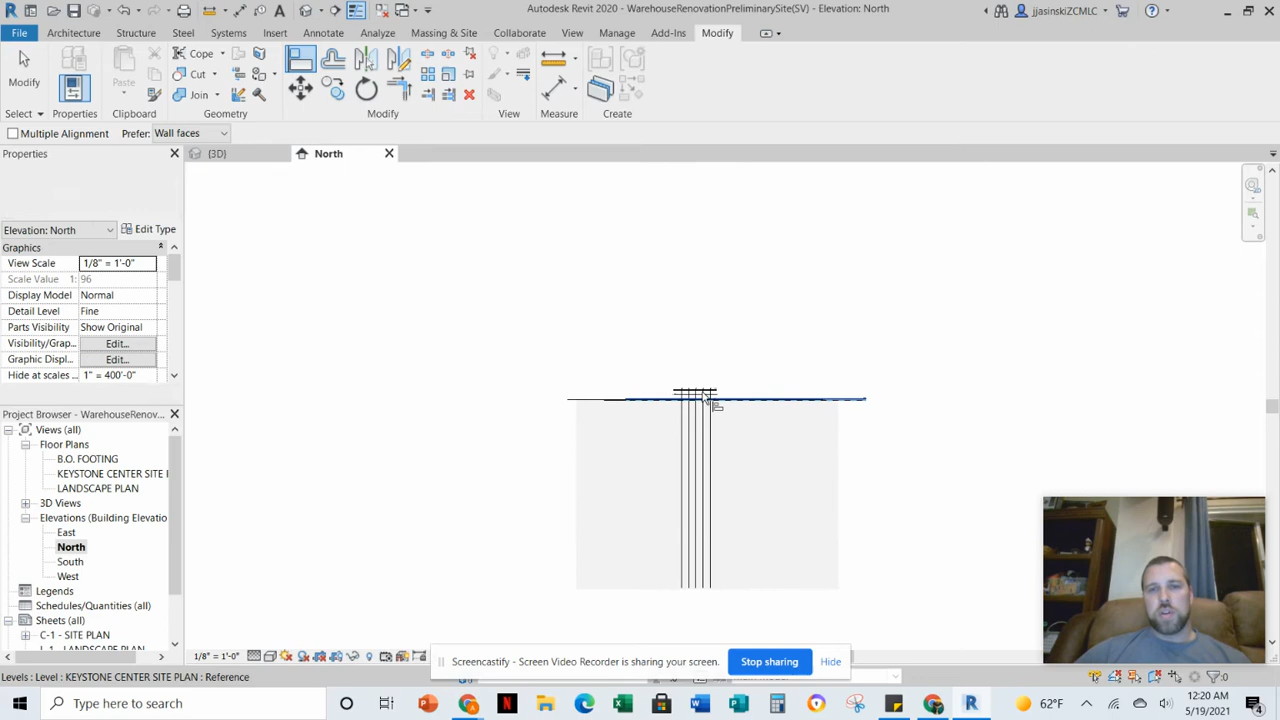 Autodesk Revit 2020 - WarehouseRenovationPreliminarySite(SV) - Elevation: North
jjasinskiZCMLC
File Architecture Structure Steel Systems Insert Annotate Analyze Massing & Site Collaborate View Manage Add-Ins Modify
Modify Paste Cope Cut Join
Select Properties Clipboard Geometry Modify View Measure Create
Multiple Alignment Prefer: Wall faces
Properties {3D} North
Elevation: North Edit Type
Graphics
View Scale 1/8" = 1'-0"
Scale Value 1: 96
Display Model Normal
Detail Level Fine
Parts Visibility Show Original
Visibility/Grap... Edit...
Graphic Displ... Edit...
Hide at scales 1" = 400'-0"
Project Browser - WarehouseRenov...
Views (all)
Floor Plans
B.O. FOOTING
KEYSTONE CENTER SITE
LANDSCAPE PLAN
3D Views
Elevations (Building Elevatio
East
North
South
West
Legends
Schedules/Quantities (all)
Sheets (all)
C-1 - SITE PLAN
1/8" = 1'-0"
Screencastify - Screen Video Recorder is sharing your screen. Stop sharing Hide
Levels : Level : KEYSTONE CENTER SITE PLAN : Reference
:0
Type here to search
62°F
12:20 AM
5/19/2021
4